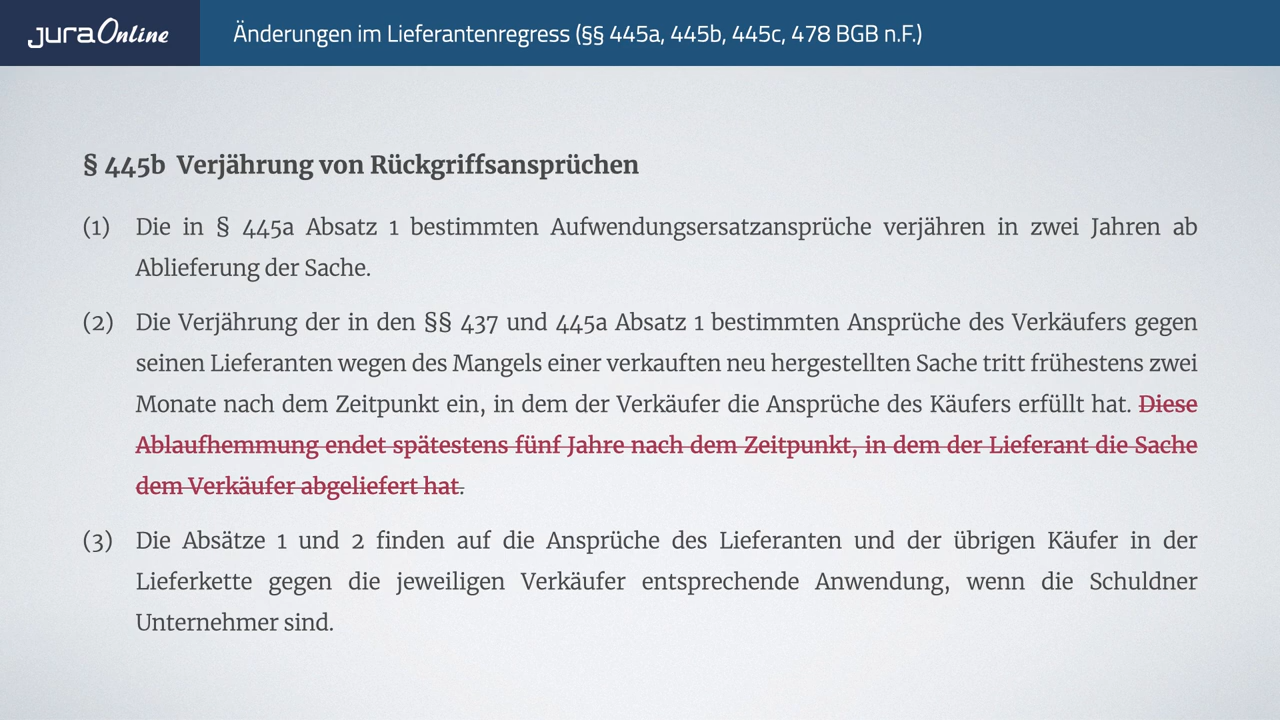 juraOnline
Änderungen im Lieferantenregress (§§ 445a, 445b, 445c, 478 BGB n.F.)
§ 445b Verjährung von Rückgriffsansprüchen
(1) Die in § 445a Absatz 1 bestimmten Aufwendungsersatzansprüche verjähren in zwei Jahren ab
Ablieferung der Sache.
(2) Die Verjährung der in den §§ 437 und 445a Absatz 1 bestimmten Ansprüche des Verkäufers gegen
seinen Lieferanten wegen des Mangels einer verkauften neu hergestellten Sache tritt frühestens zwei
Monate nach dem Zeitpunkt ein, in dem der Verkäufer die Ansprüche des Käufers erfüllt hat. Diese
Ablaufhemmung endet spätestens fünf Jahre nach dem Zeitpunkt, in dem der Lieferant die Sache
dem Verkäufer abgeliefert hat.
(3) Die Absätze 1 und 2 finden auf die Ansprüche des Lieferanten und der übrigen Käufer in der
Lieferkette gegen die jeweiligen Verkäufer entsprechende Anwendung, wenn die Schuldner
Unternehmer sind.